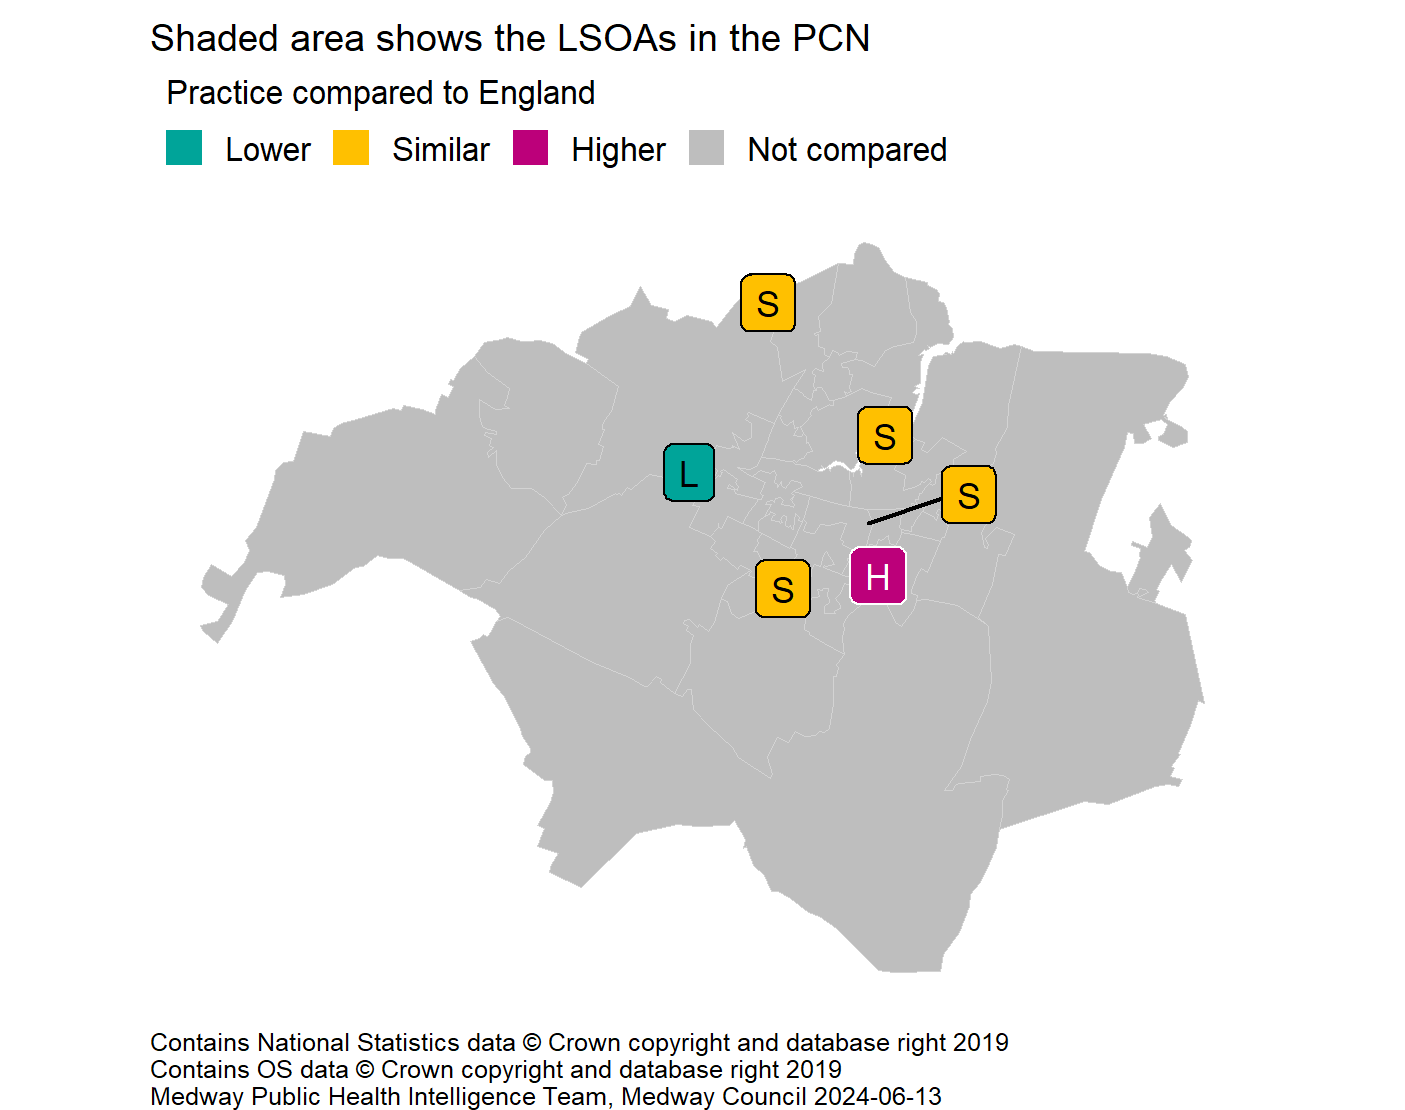 Shaded area shows the LSOAs in the PCN
Practice compared to England
Lower Similar Higher Not compared
S
S
L
S
H
S
Contains National Statistics data © Crown copyright and database right 2019
Contains OS data © Crown copyright and database right 2019
Medway Public Health Intelligence Team, Medway Council 2024-06-13